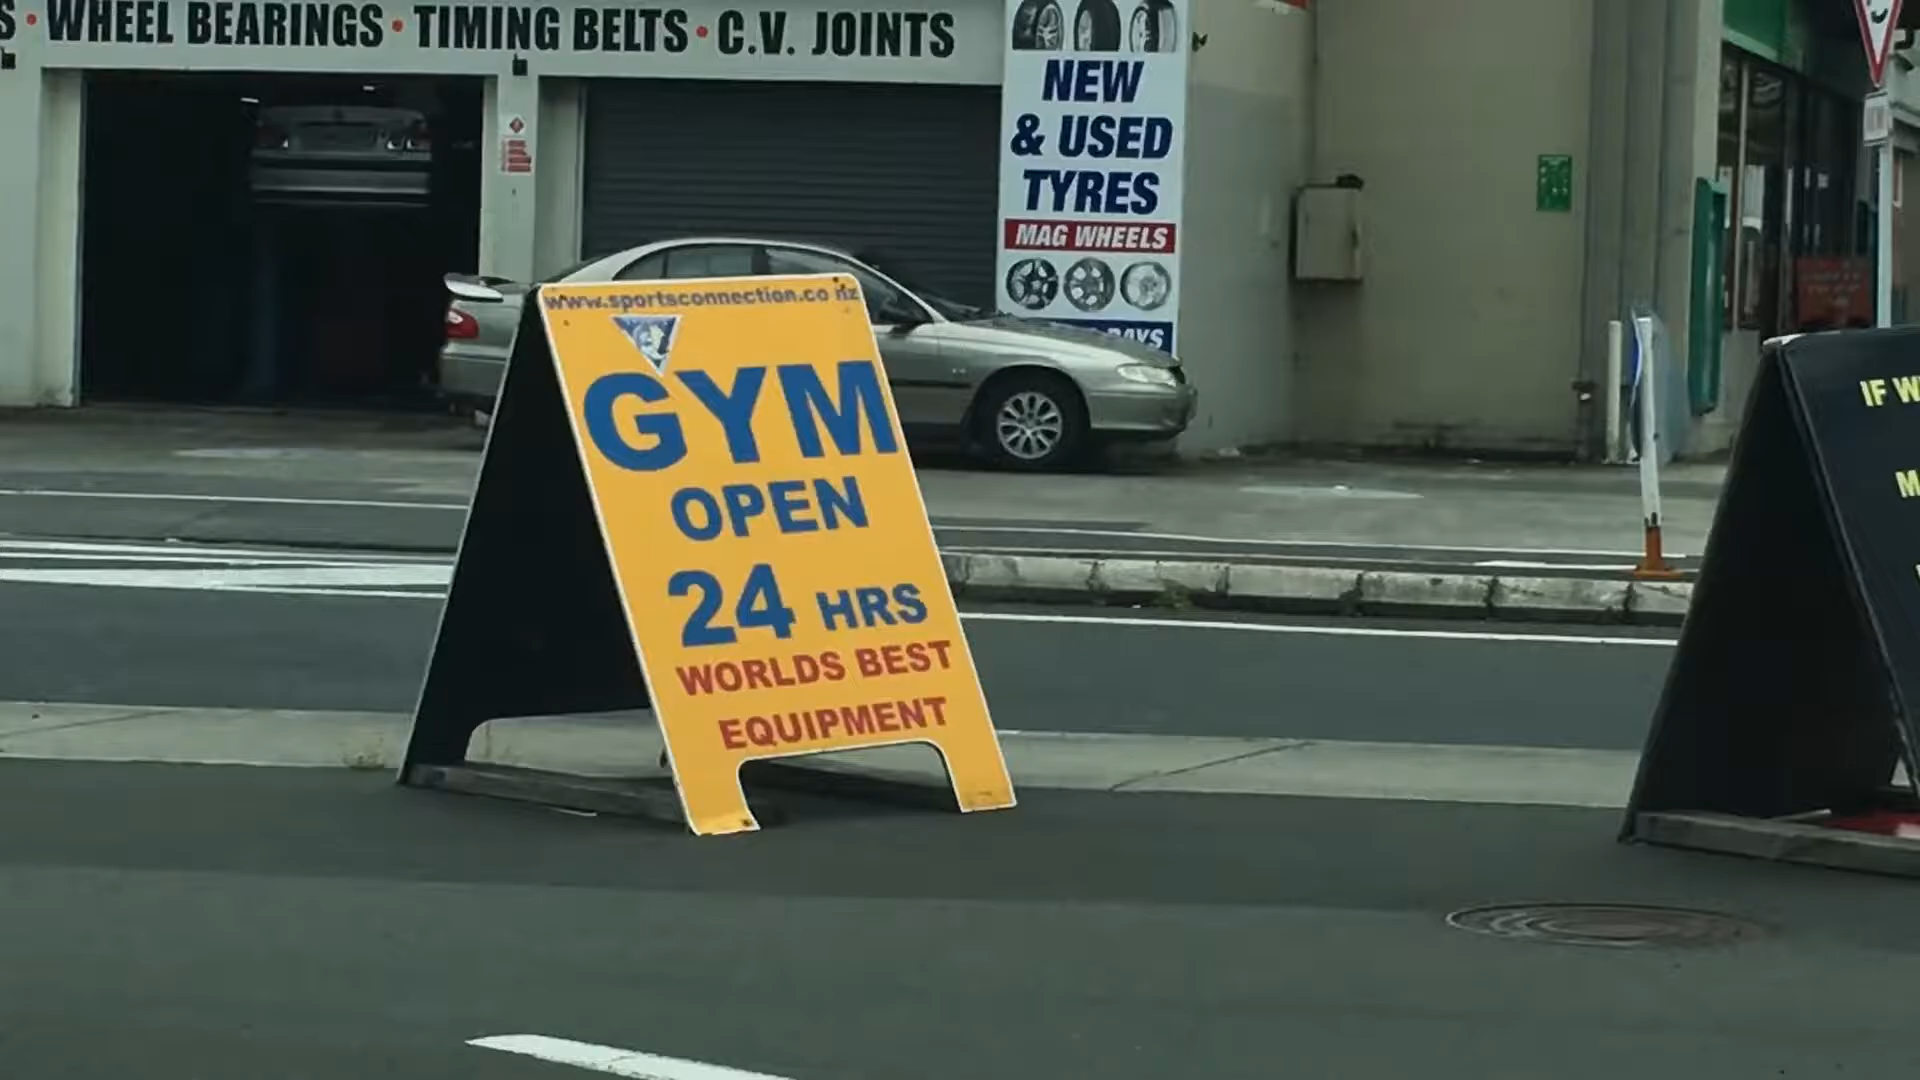 · WHEEL BEARINGS · TIMING BELTS · C.V. JOINTS
NEW
& USED
TYRES
MAG WHEELS
DAYS
www.sportsconnection.co nz
GYM
OPEN
24 HRS
WORLDS BEST
EQUIPMENT
IF